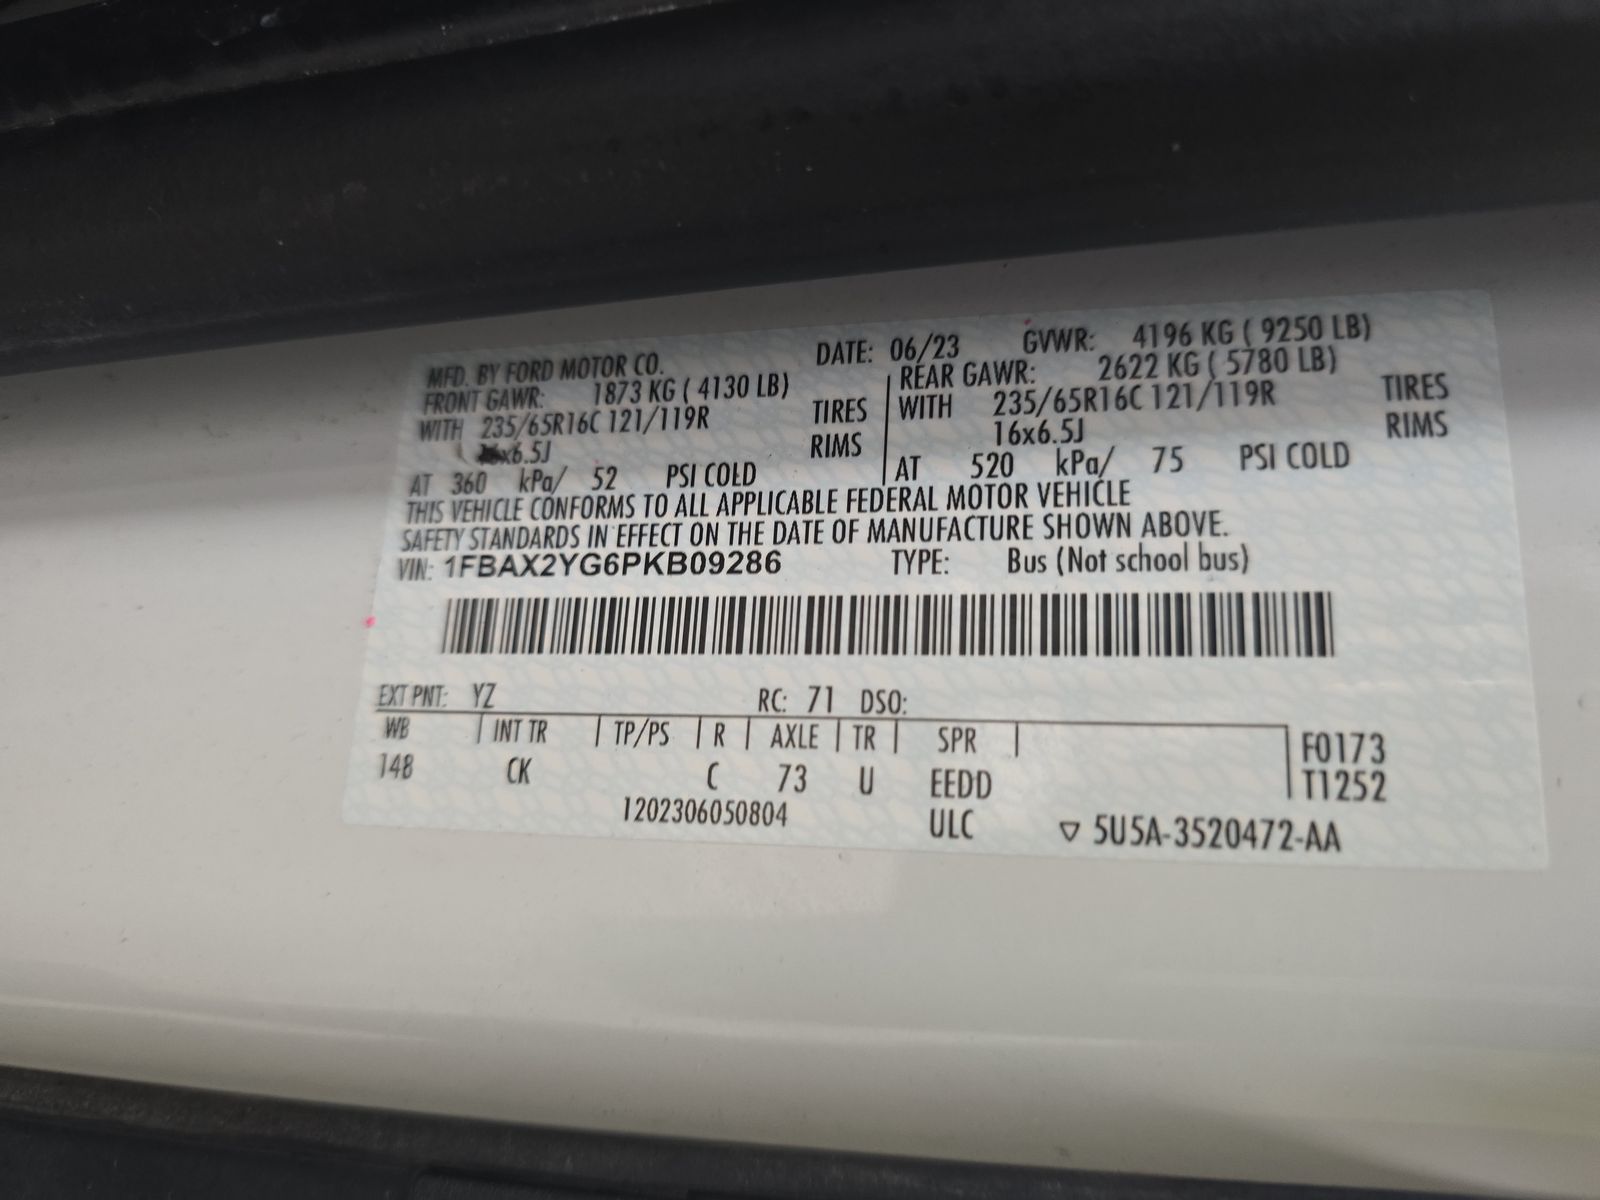 MFD. BY FORD MOTOR CO. DATE: 06/23 GVWR: 4196 KG ( 9250 LB)
FRONT GAWR: 1873 KG ( 4130 LB) REAR GAWR: 2622 KG ( 5780 LB)
WITH 235/65R16C 121/119R TIRES WITH 235/65R16C 121/119R TIRES
16x6.5J RIMS 16x6.5J RIMS
AT 360 kPa/ 52 PSI COLD AT 520 kPa/ 75 PSI COLD
THIS VEHICLE CONFORMS TO ALL APPLICABLE FEDERAL MOTOR VEHICLE
SAFETY STANDARDS IN EFFECT ON THE DATE OF MANUFACTURE SHOWN ABOVE.
VIN: 1FBAX2YG6PKB09286 TYPE: Bus (Not school bus)
EXT PNT: YZ RC: 71 DSO:
WB INT TR TP/PS R AXLE TR SPR F0173
148 CK C 73 U EEDD T1252
1202306050804 ULC ▽ 5U5A-3520472-AA